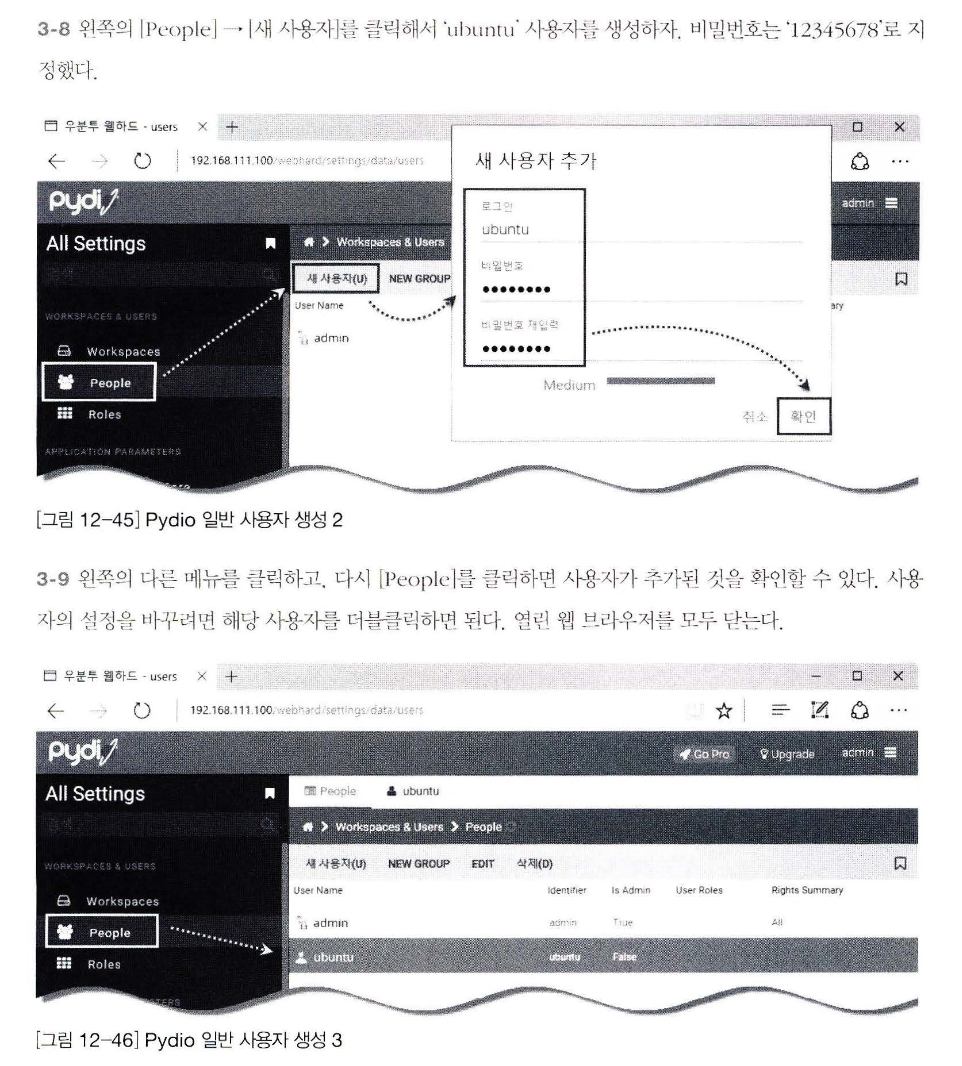 3-8 왼쪽의 [People] → [새 사용자]를 클릭해서 ‘ubuntu’ 사용자를 생성하자. 비밀번호는 ‘12345678’로 지
정했다.
우분투 웹하드 - users × +
192.168.111.100/webhard/settings/data/users
새 사용자 추가
pydi
admin
로그인
ubuntu
All Settings
Workspaces & Users
검색
새 사용자(U) NEW GROUP
비밀번호
●●●●●●●●
User Name
ary
WORKSPACES & USERS
admin
비밀번호 재입력
●●●●●●●●
Workspaces
People
Medium
Roles
취소 확인
APPLICATION PARAMETERS
[그림 12-45] Pydio 일반 사용자 생성 2
3-9 왼쪽의 다른 메뉴를 클릭하고, 다시 [People]를 클릭하면 사용자가 추가된 것을 확인할 수 있다. 사용
자의 설정을 바꾸려면 해당 사용자를 더블클릭하면 된다. 열린 웹 브라우저를 모두 닫는다.
우분투 웹하드 - users × +
192.168.111.100/webhard/settings/data/users
pydi
Go Pro Upgrade admin
All Settings
People ubuntu
검색
Workspaces & Users > People
WORKSPACES & USERS
새 사용자(U) NEW GROUP EDIT 삭제(D)
User Name Identifier Is Admin User Roles Rights Summary
Workspaces
admin admin True All
People
ubuntu ubuntu False
Roles
TERS
[그림 12-46] Pydio 일반 사용자 생성 3